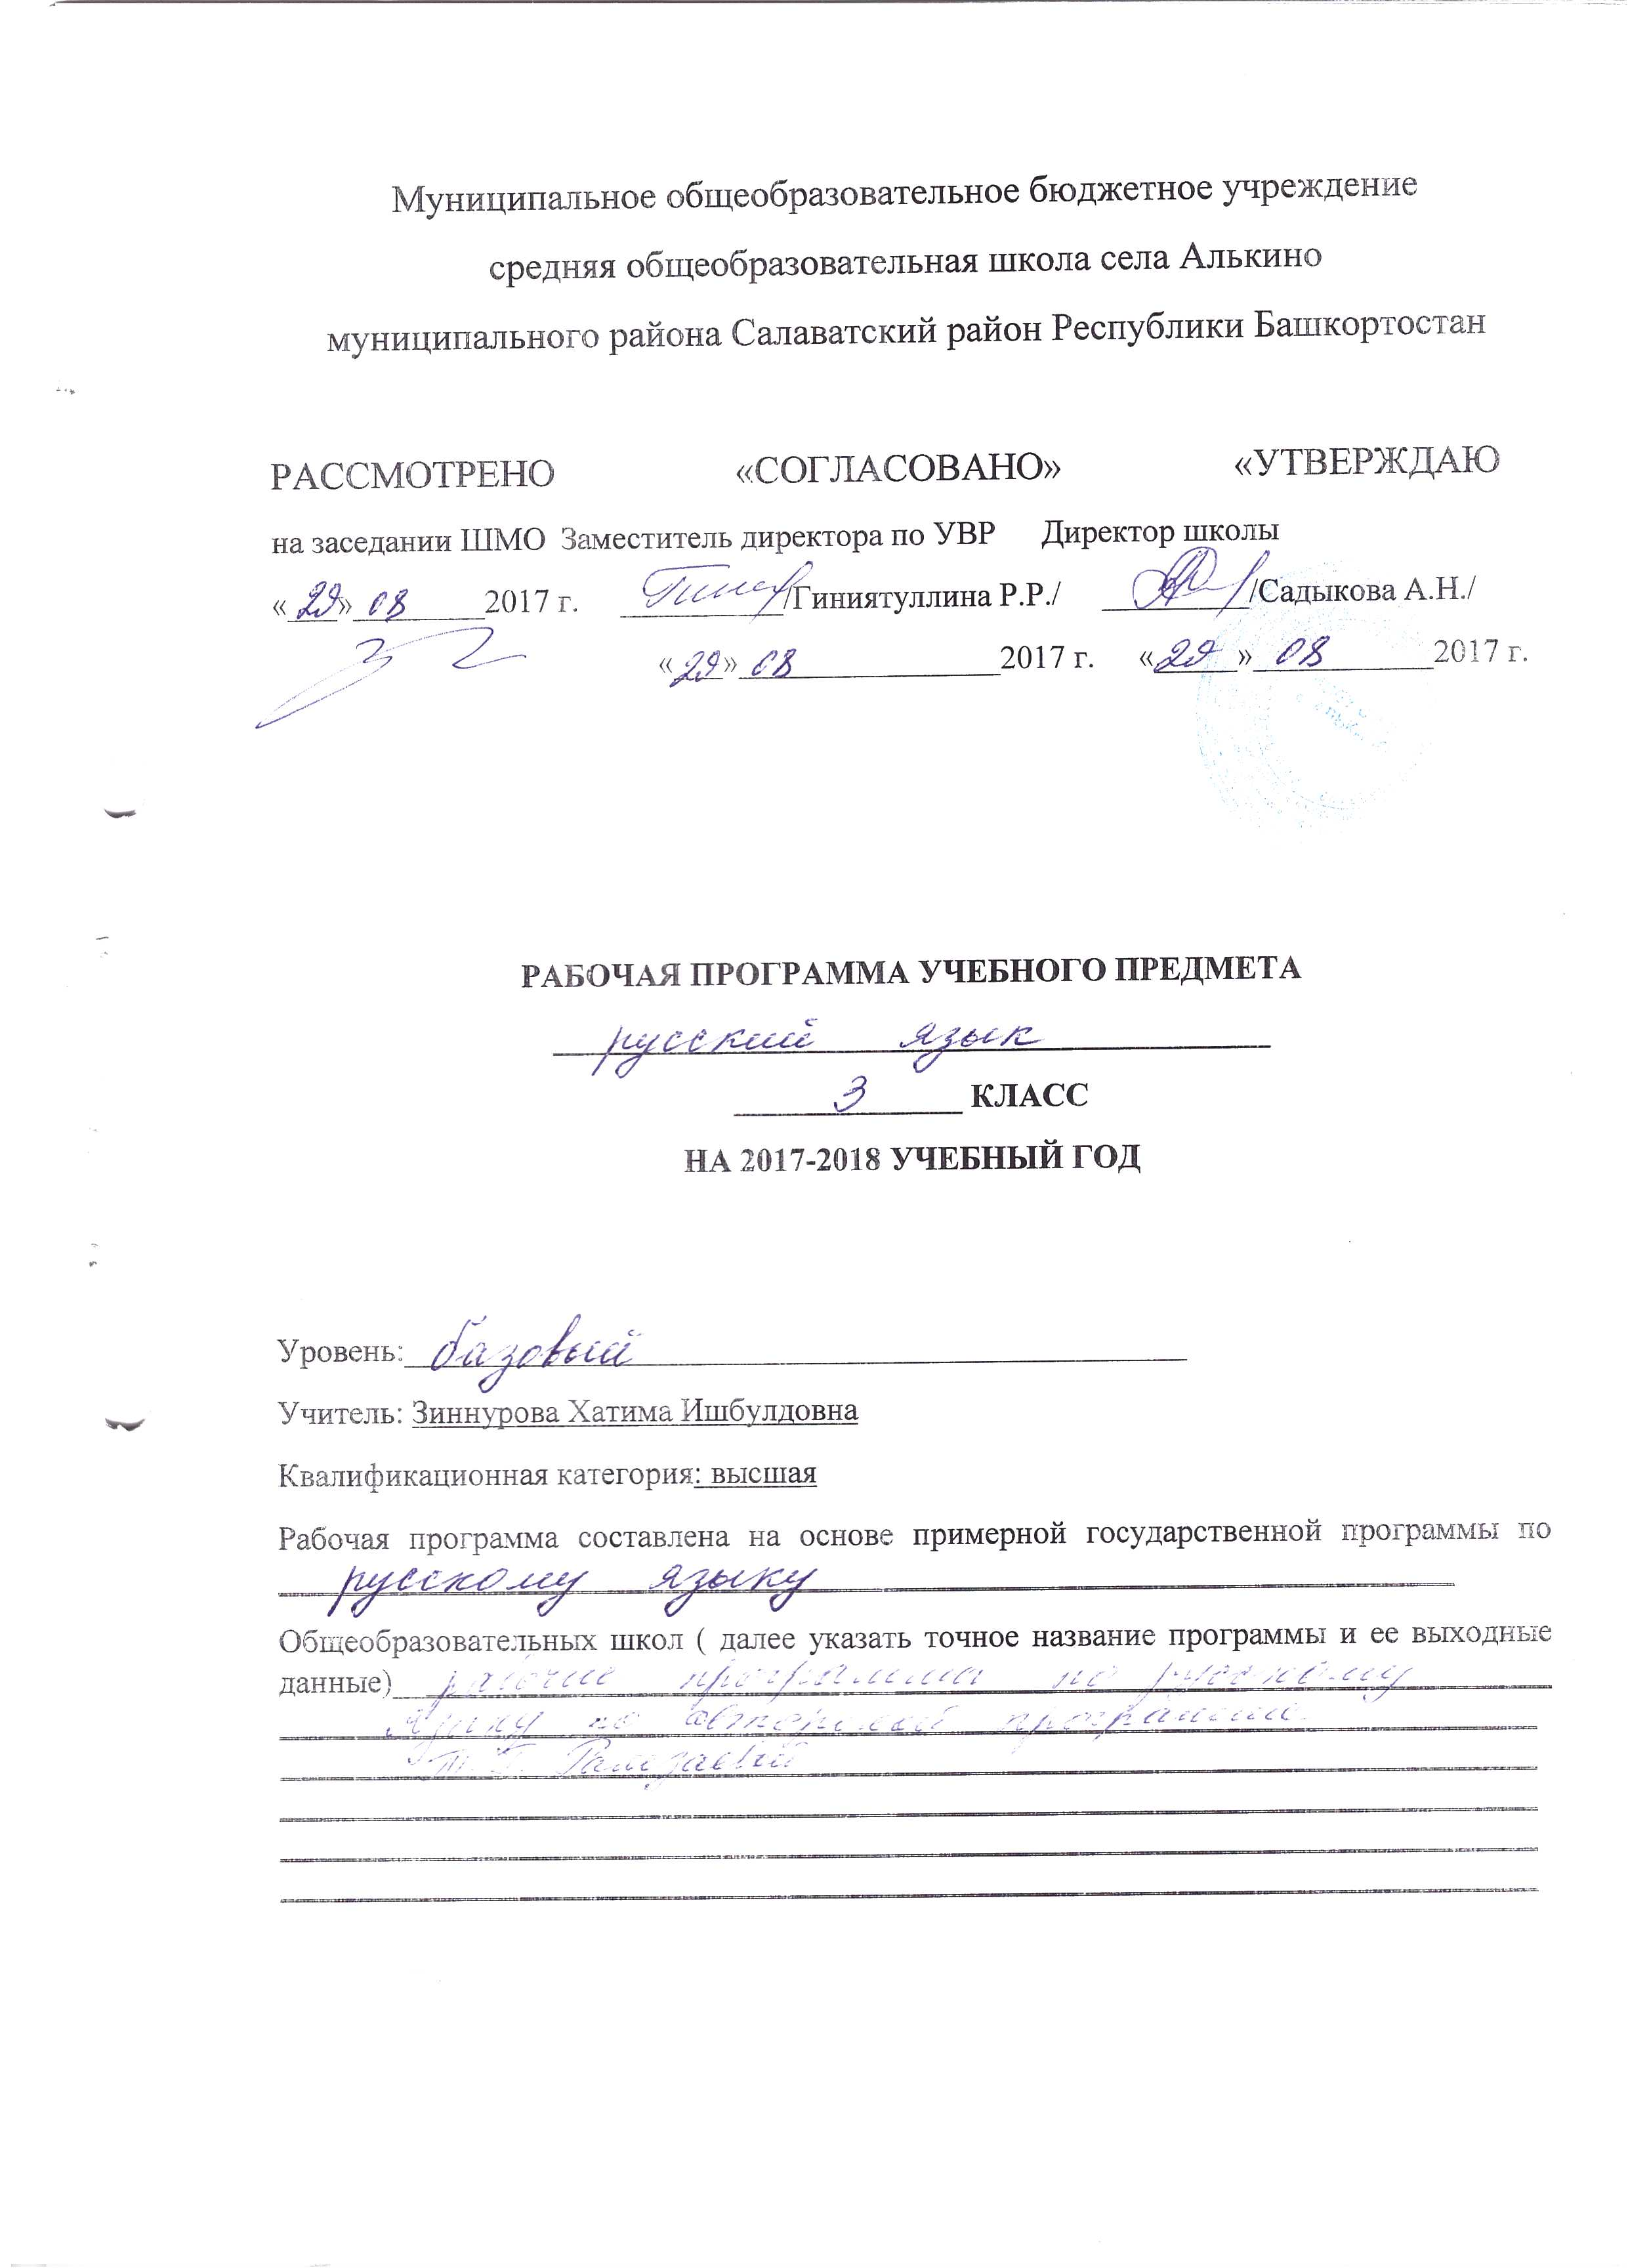 Муниципальное общеобразовательное бюджетное учреждение
средняя общеобразовательная школа села Алькино
муниципального района Салаватский район Республики Башкортостан
РАССМОТРЕНО «СОГЛАСОВАНО» «УТВЕРЖДАЮ
на заседании ШМО Заместитель директора по УВР Директор школы
«29» 08 2017 г. /Гиниятуллина Р.Р./ /Садыкова А.Н./
«29» 08 2017 г. «29» 08 2017 г.
РАБОЧАЯ ПРОГРАММА УЧЕБНОГО ПРЕДМЕТА
русский язык
3 КЛАСС
НА 2017-2018 УЧЕБНЫЙ ГОД
Уровень: базовый
Учитель: Зиннурова Хатима Ишбулдовна
Квалификационная категория: высшая
Рабочая программа составлена на основе примерной государственной программы по
русскому языку
Общеобразовательных школ ( далее указать точное название программы и ее выходные
данные) рабочие программа по русскому
языку по авторской программе
Т.Г. Рамзаевой